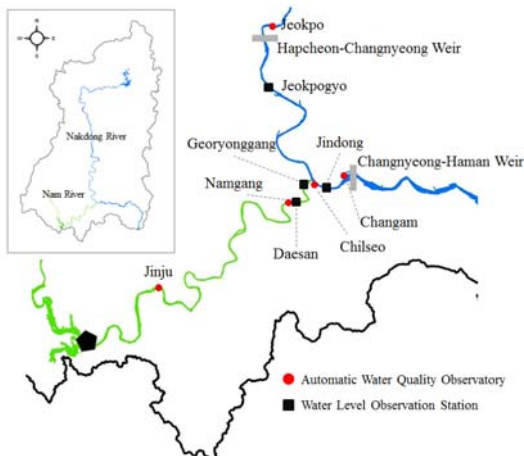 N
W
E
S
Nakdong River
Nam River
Jeokpo
Hapcheon-Changnyeong Weir
Jeokpogyo
Georyonggang
Jindong
Changnyeong-Haman Weir
Namgang
Changam
Chilseo
Daesan
Jinju
Automatic Water Quality Observatory
Water Level Observation Station